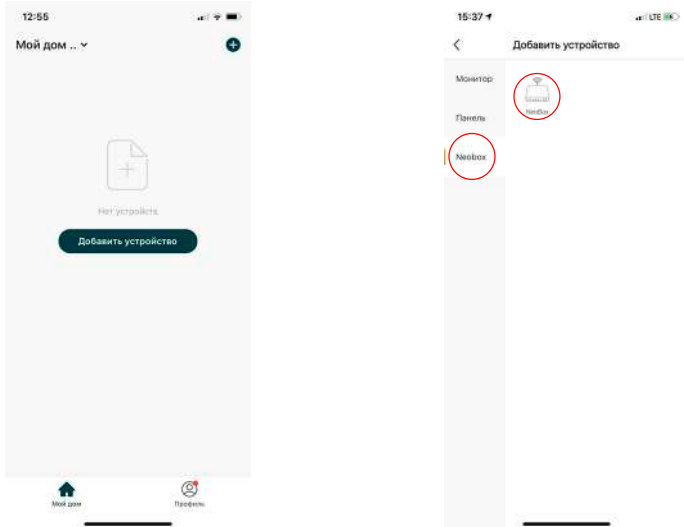 12:55
Мой дом .. 
Нет устройств
Добавить устройство
Мой дом
Профиль
15:37
LTE
Добавить устройство
Монитор
Панель
Neobox
NeoBox